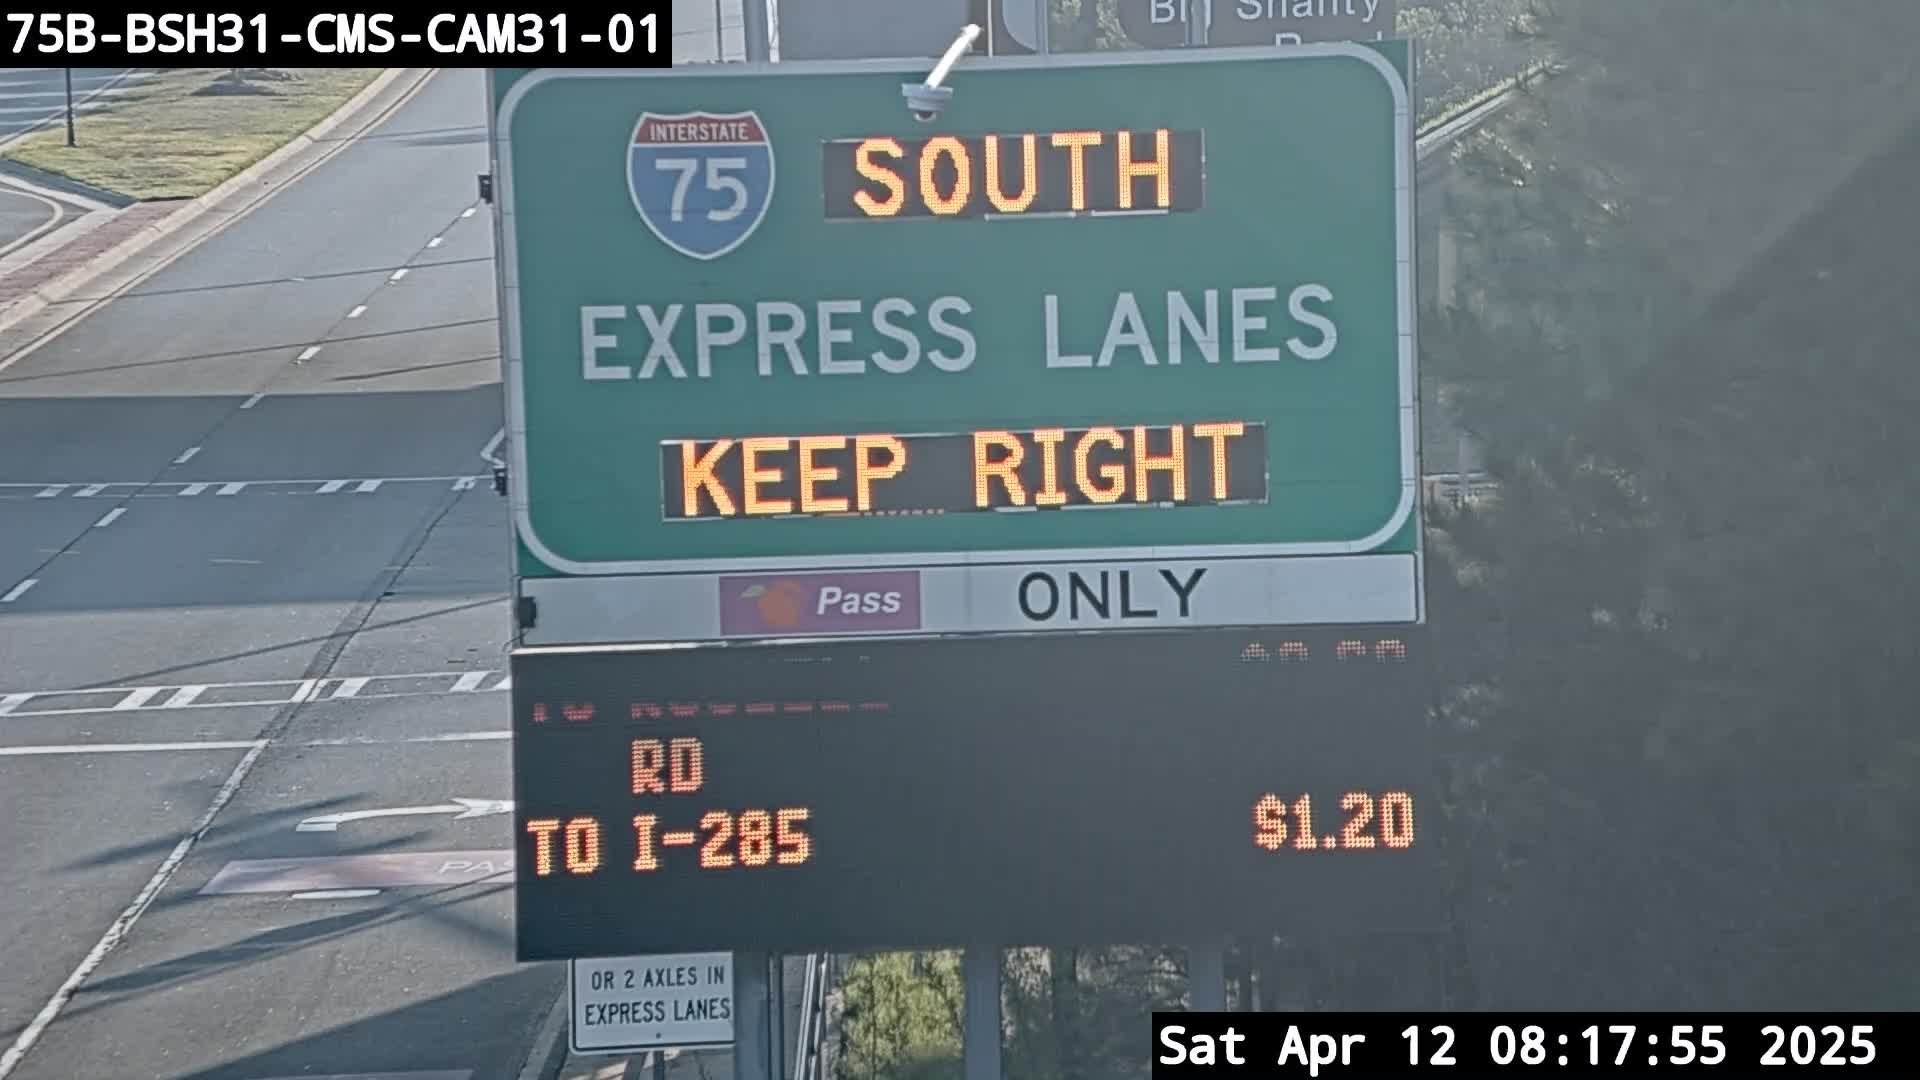 75B-BSH31-CMS-CAM31-01
Shanty
INTERSTATE
75
SOUTH
EXPRESS LANES
KEEP RIGHT
Pass ONLY
RD
TO I-285 $1.20
OR 2 AXLES IN
EXPRESS LANES
Sat Apr 12 08:17:55 2025